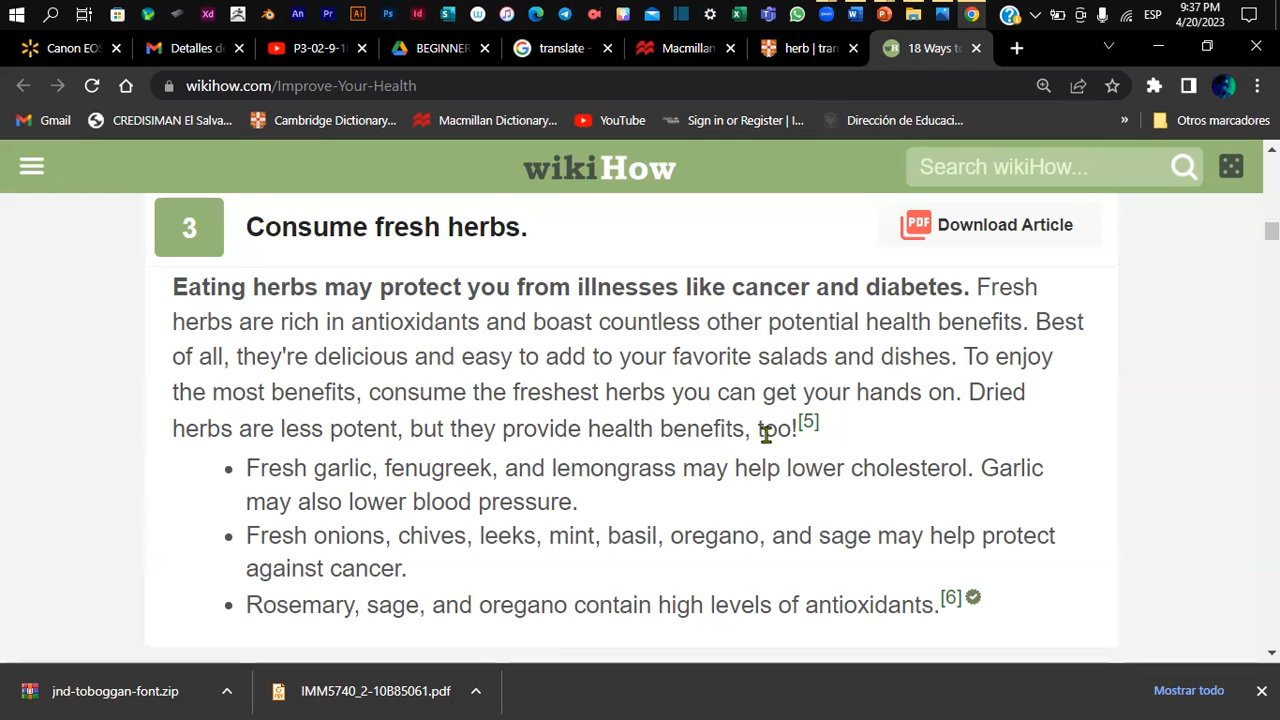 Xd An Pr Ai Ps Id S 9:37 PM
ESP
4/20/2023
Canon EOS Detalles de P3-02-9-1 BEGINNER translate - Macmillan herb | tran 18 Ways to
wikihow.com/Improve-Your-Health
Gmail CREDISIMAN El Salva... Cambridge Dictionary... Macmillan Dictionary... YouTube Sign in or Register | I... Dirección de Educaci... » Otros marcadores
wikiHow Search wikiHow...
3 Consume fresh herbs. PDF Download Article
Eating herbs may protect you from illnesses like cancer and diabetes. Fresh
herbs are rich in antioxidants and boast countless other potential health benefits. Best
of all, they're delicious and easy to add to your favorite salads and dishes. To enjoy
the most benefits, consume the freshest herbs you can get your hands on. Dried
herbs are less potent, but they provide health benefits, too![5]
• Fresh garlic, fenugreek, and lemongrass may help lower cholesterol. Garlic
may also lower blood pressure.
• Fresh onions, chives, leeks, mint, basil, oregano, and sage may help protect
against cancer.
• Rosemary, sage, and oregano contain high levels of antioxidants.[6]
jnd-toboggan-font.zip IMM5740_2-10B85061.pdf Mostrar todo